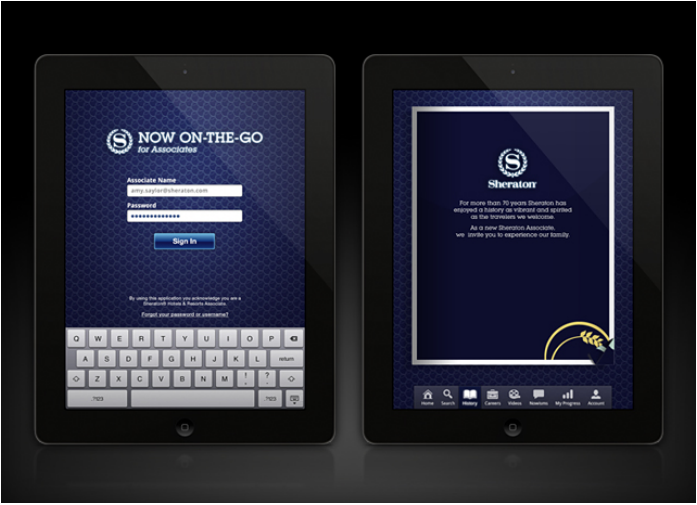 NOW ON-THE-GO
for Associates
Associate Name
amy.saylor@sheraton.com
Password
Sign In
By using this application you acknowledge you are a
Sheraton® Hotels & Resorts Associate.
Forgot your password or username?
Q W E R T Y U I O P
A S D F G H J K L return
Z X C V B N M ! , ? .
.?123 .?123
S
Sheraton
For more than 70 years Sheraton has
enjoyed a history as vibrant and spirited
as the travelers we welcome.
As a new Sheraton Associate,
we invite you to experience our family.
Home Search History Careers Videos My Progress Account